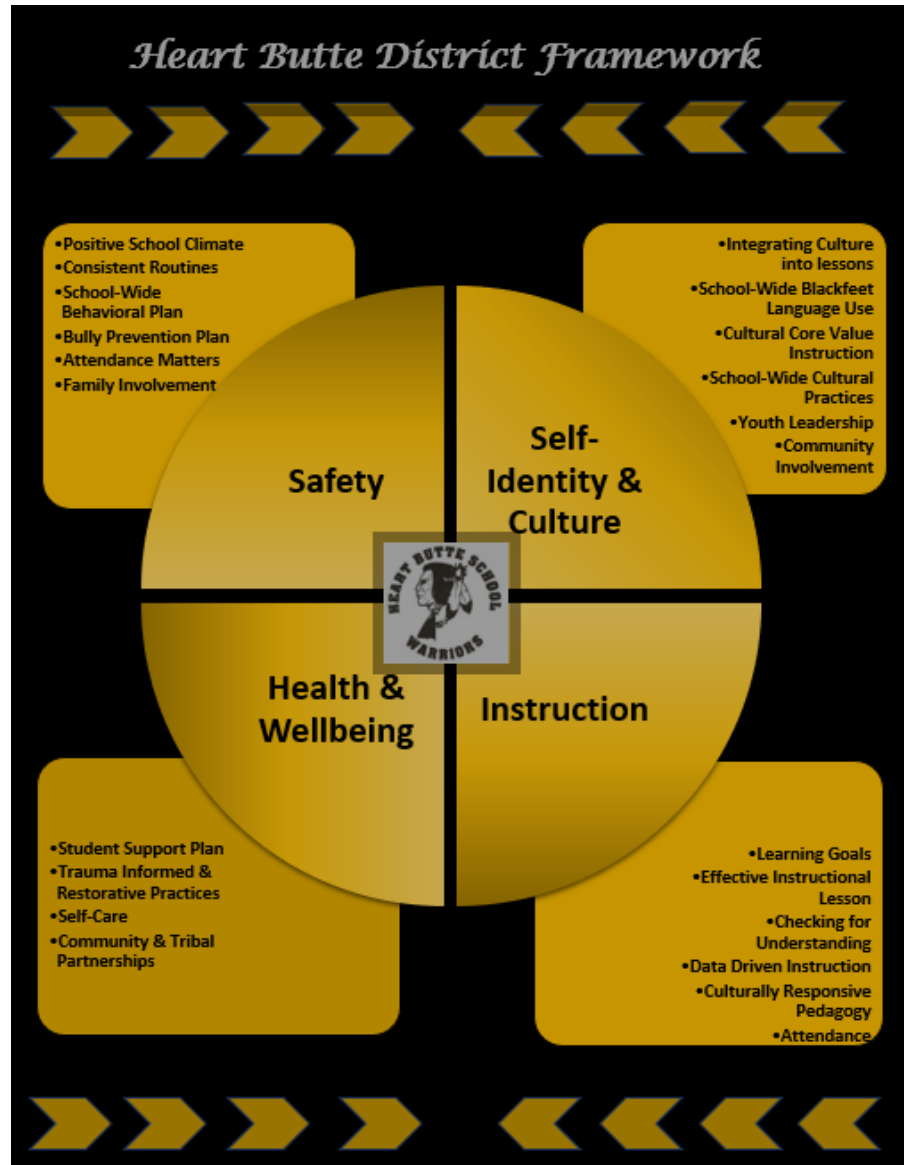 Heart Butte District Framework
•Positive School Climate
•Consistent Routines
•School-Wide
Behavioral Plan
•Bully Prevention Plan
•Attendance Matters
•Family Involvement
•Integrating Culture
into lessons
•School-Wide Blackfeet
Language Use
•Cultural Core Value
Instruction
•School-Wide Cultural
Practices
•Youth Leadership
•Community
Involvement
Safety
Self-
Identity &
Culture
HEART BUTTE SCHOOL
WARRIORS
Health &
Wellbeing
Instruction
•Student Support Plan
•Trauma Informed &
Restorative Practices
•Self-Care
•Community & Tribal
Partnerships
•Learning Goals
•Effective Instructional
Lesson
•Checking for
Understanding
•Data Driven Instruction
•Culturally Responsive
Pedagogy
•Attendance